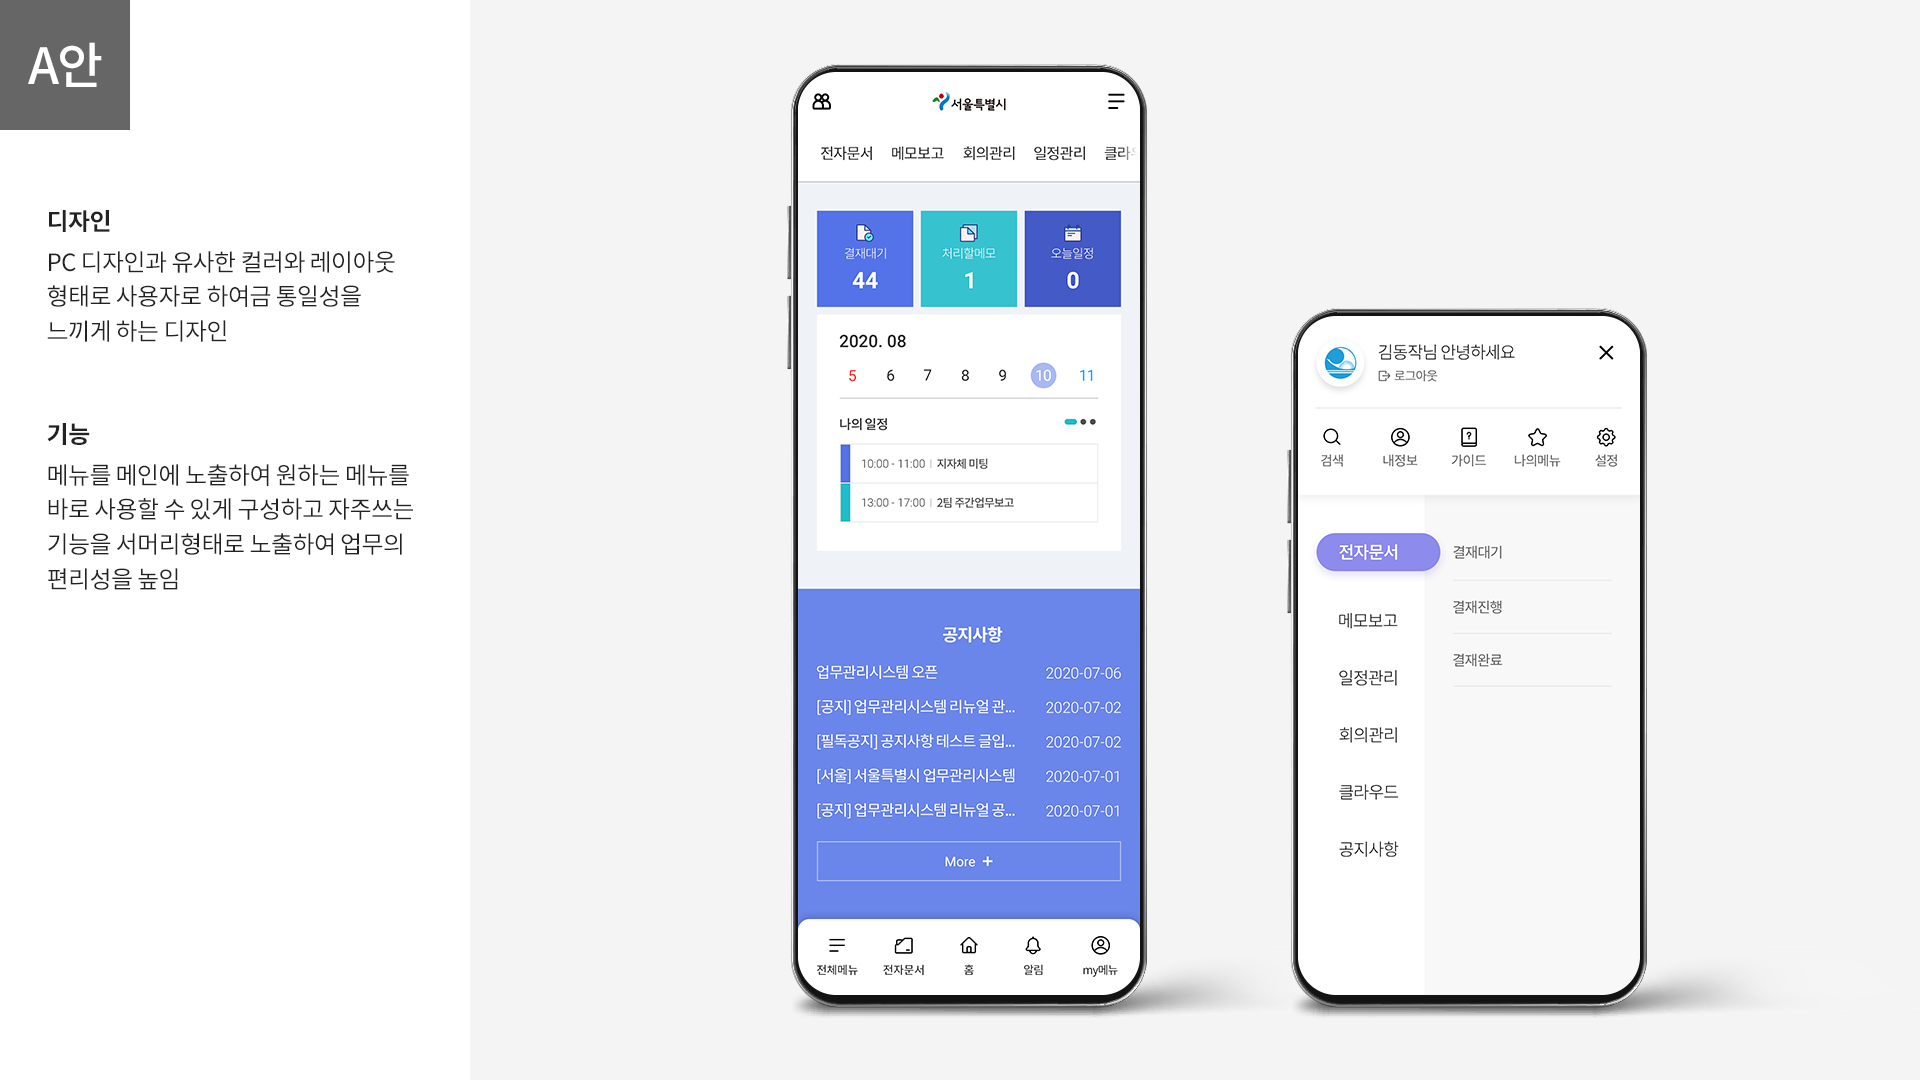 A안
디자인
PC 디자인과 유사한 컬러와 레이아웃
형태로 사용자로 하여금 통일성을
느끼게 하는 디자인
기능
메뉴를 메인에 노출하여 원하는 메뉴를
바로 사용할 수 있게 구성하고 자주쓰는
기능을 서머리형태로 노출하여 업무의
편리성을 높임
서울특별시
전자문서 메모보고 회의관리 일정관리 클라우
결재대기 처리할메모 오늘일정
44 1 0
2020. 08
5 6 7 8 9 10 11
나의 일정
10:00 - 11:00 | 지자체 미팅
13:00 - 17:00 | 2팀 주간업무보고
공지사항
업무관리시스템 오픈 2020-07-06
[공지] 업무관리시스템 리뉴얼 관... 2020-07-02
[필독공지] 공지사항 테스트 글입... 2020-07-02
[서울] 서울특별시 업무관리시스템 2020-07-01
[공지] 업무관리시스템 리뉴얼 공... 2020-07-01
More +
전체메뉴 전자문서 홈 알림 my메뉴
김동작님 안녕하세요
로그아웃
검색 내정보 가이드 나의메뉴 설정
전자문서
메모보고
일정관리
회의관리
클라우드
공지사항
결재대기
결재진행
결재완료